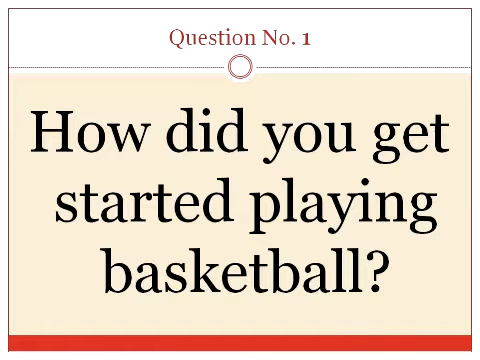 Question No. 1
How did you get
started playing
basketball?